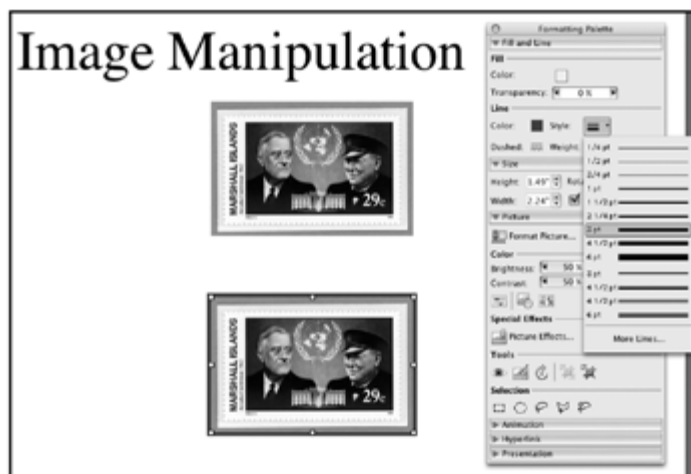 Image Manipulation
MARSHALL ISLANDS
29c
MARSHALL ISLANDS
29c
Formatting Palette
Fill and Line
Fill
Color:
Transparency: 0 %
Line
Color: Style:
Dashed: Weight:
1/4 pt
1/2 pt
3/4 pt
1 pt
1 1/2 pt
2 1/4 pt
3 pt
4 1/2 pt
6 pt
3 pt
4 1/2 pt
4 1/2 pt
6 pt
More Lines...
Size
Height: 1.49"
Width: 2.24"
Picture
Format Picture...
Color
Brightness: 50 %
Contrast: 50 %
Special Effects
Picture Effects...
Tools
Selection
Animation
Hyperlink
Presentation